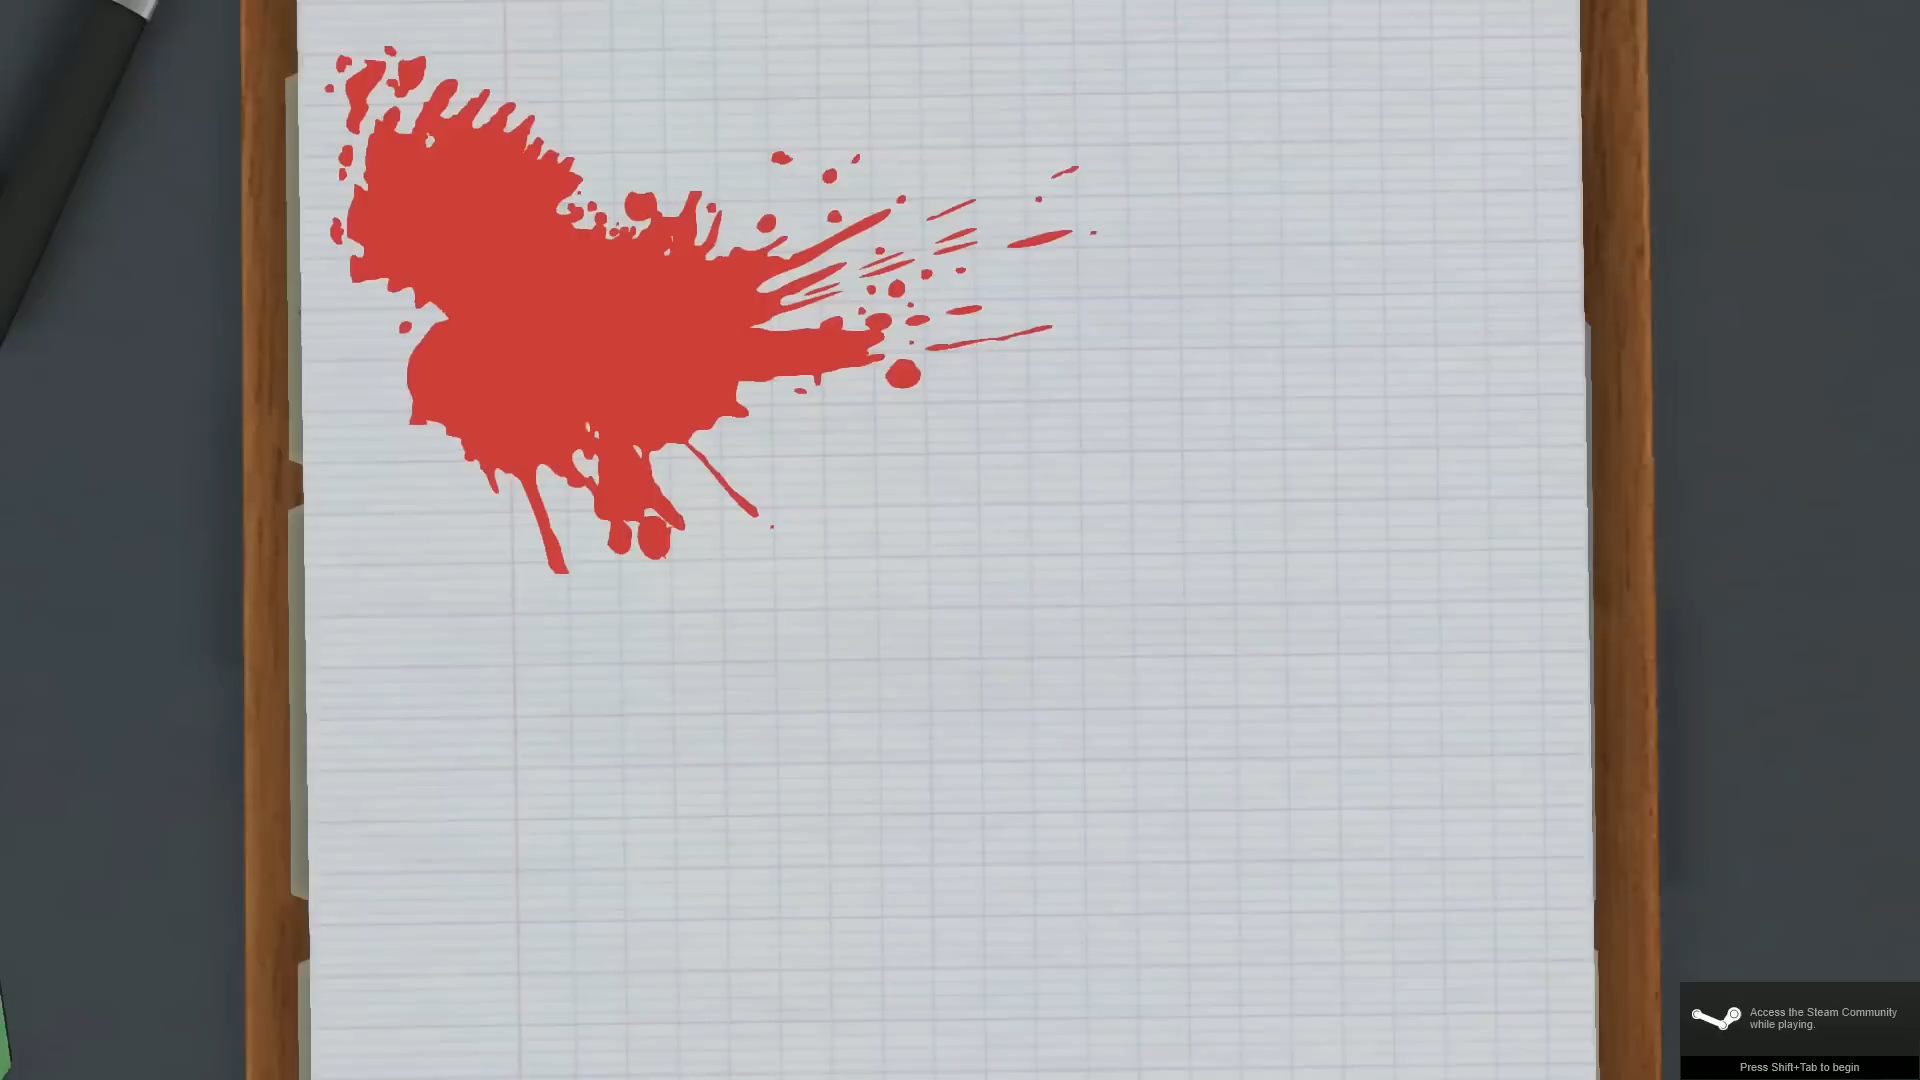 Access the Steam Community
while playing.
Press Shift+Tab to begin